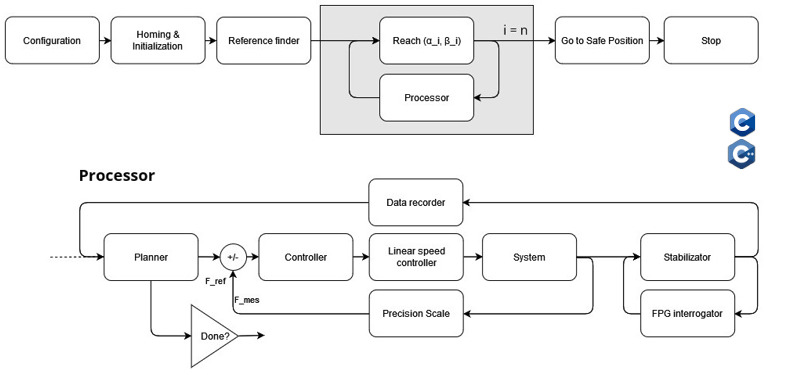 Configuration
Homing &
Initialization
Reference finder
Reach (α_i, β_i)
i = n
Go to Safe Position
Stop
Processor
C
C++
Processor
Data recorder
Planner
+/-
Controller
Linear speed
controller
System
Stabilizator
F_ref
F_mes
Precision Scale
FPG interrogator
Done?